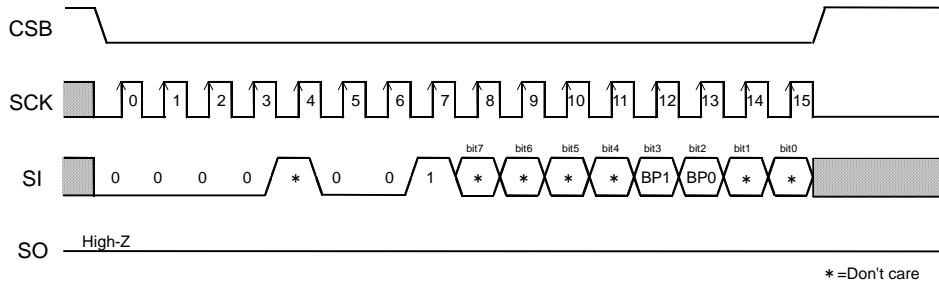 CSB
SCK 0 1 2 3 4 5 6 7 8 9 10 11 12 13 14 15
bit7 bit6 bit5 bit4 bit3 bit2 bit1 bit0
SI 0 0 0 0 * 0 0 1 * * * * BP1 BP0 * *
High-Z
SO
*=Don't care